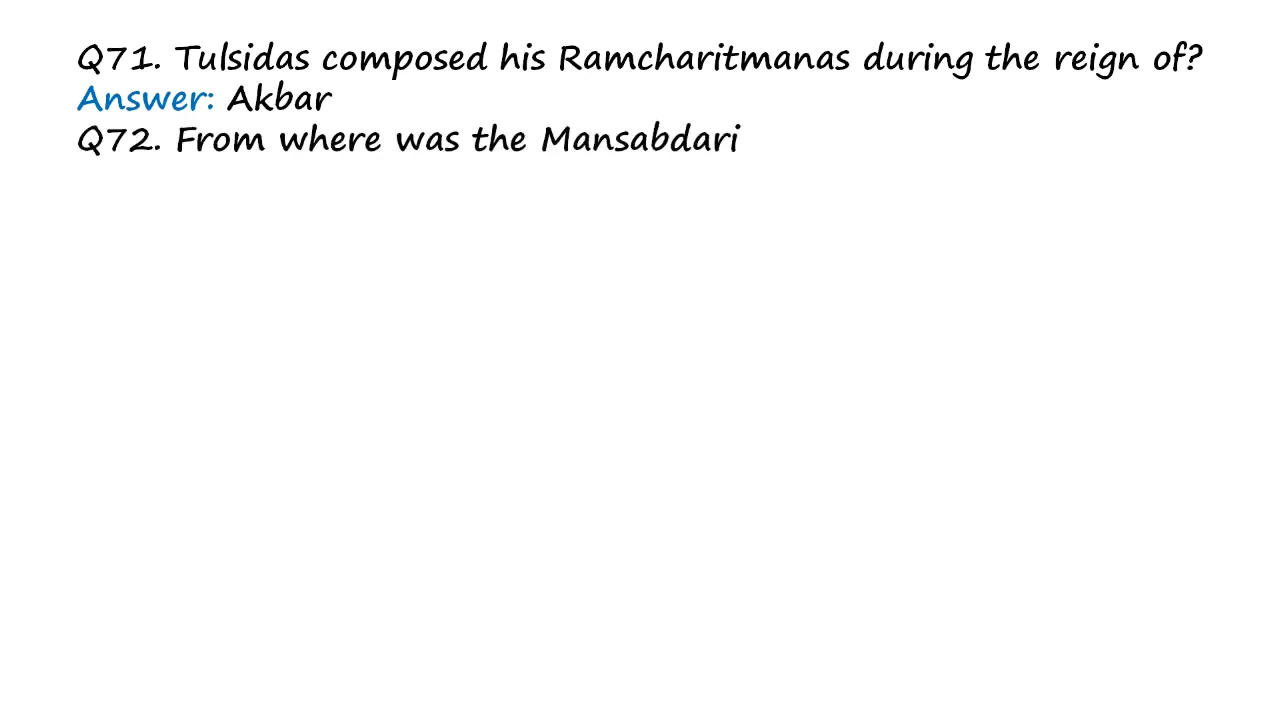 Q71. Tulsidas composed his Ramcharitmanas during the reign of?
Answer: Akbar
Q72. From where was the Mansabdari